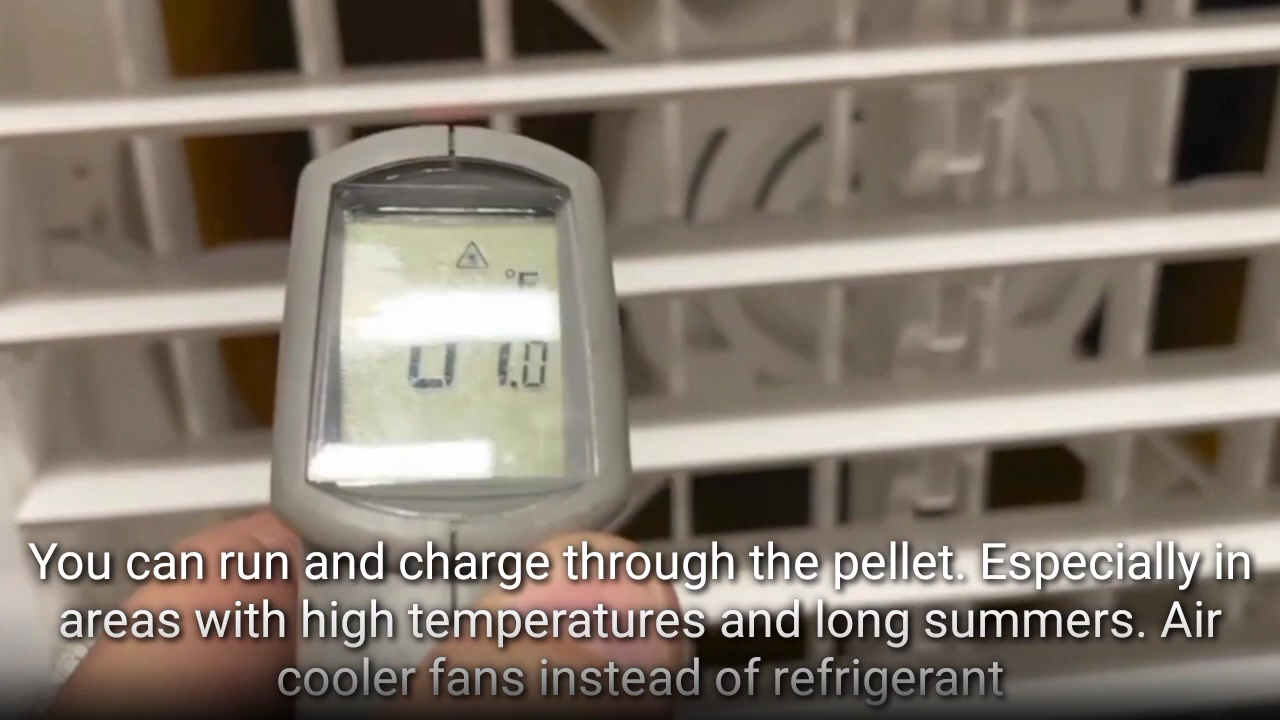 °F
You can run and charge through the pellet. Especially in
areas with high temperatures and long summers. Air
cooler fans instead of refrigerant